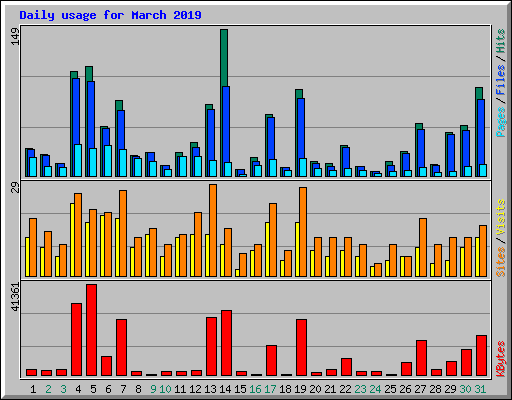 Daily usage for March 2019
149
Pages / Files / Hits
29
Sites / Visits
41361
KBytes
1 2 3 4 5 6 7 8 9 10 11 12 13 14 15 16 17 18 19 20 21 22 23 24 25 26 27 28 29 30 31